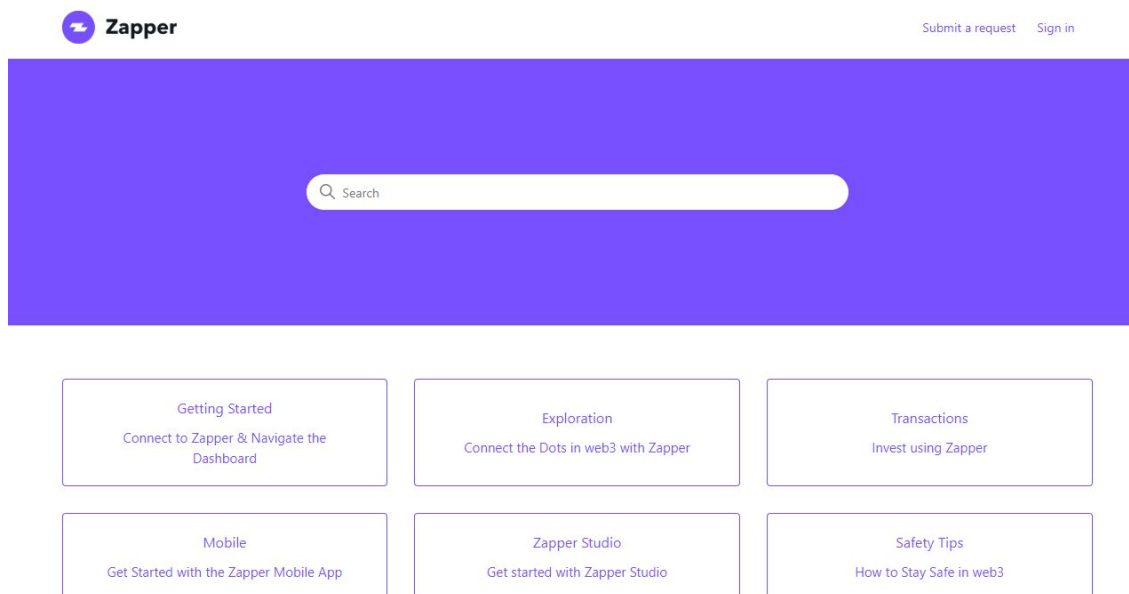 Zapper
Submit a request
Sign in
Search
Getting Started
Connect to Zapper & Navigate the
Dashboard
Exploration
Connect the Dots in web3 with Zapper
Transactions
Invest using Zapper
Mobile
Get Started with the Zapper Mobile App
Zapper Studio
Get started with Zapper Studio
Safety Tips
How to Stay Safe in web3